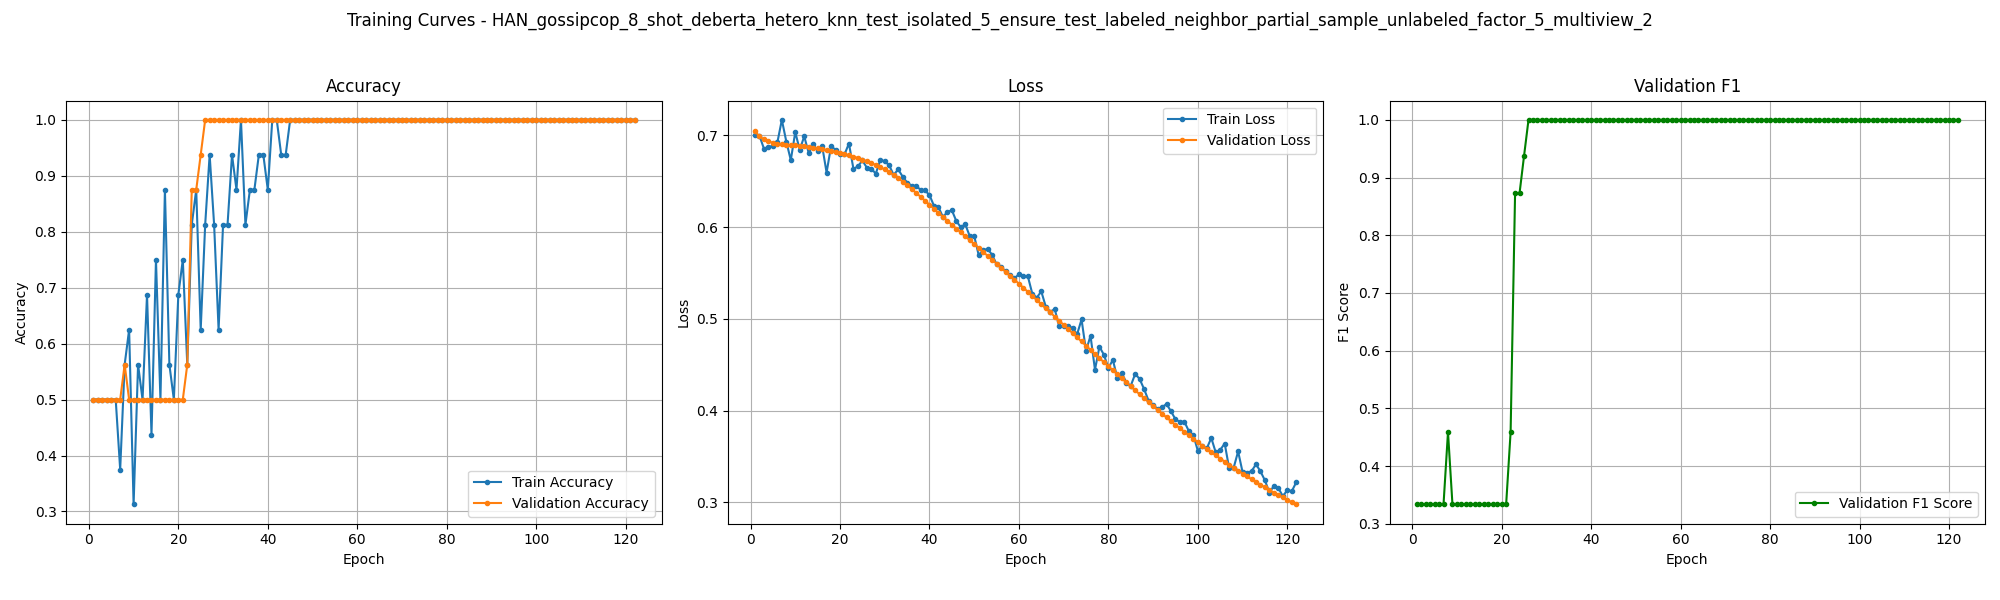 Training Curves - HAN_gossipcop_8_shot_deberta_hetero_knn_test_isolated_5_ensure_test_labeled_neighbor_partial_sample_unlabeled_factor_5_multiview_2
Accuracy
1.0
0.9
0.8
0.7
0.6
0.5
0.4
0.3
Accuracy
Train Accuracy
Validation Accuracy
0 20 40 60 80 100 120
Epoch
Loss
Train Loss
Validation Loss
0.7
0.6
0.5
0.4
0.3
Loss
0 20 40 60 80 100 120
Epoch
Validation F1
1.0
0.9
0.8
0.7
0.6
0.5
0.4
0.3
F1 Score
Validation F1 Score
0 20 40 60 80 100 120
Epoch